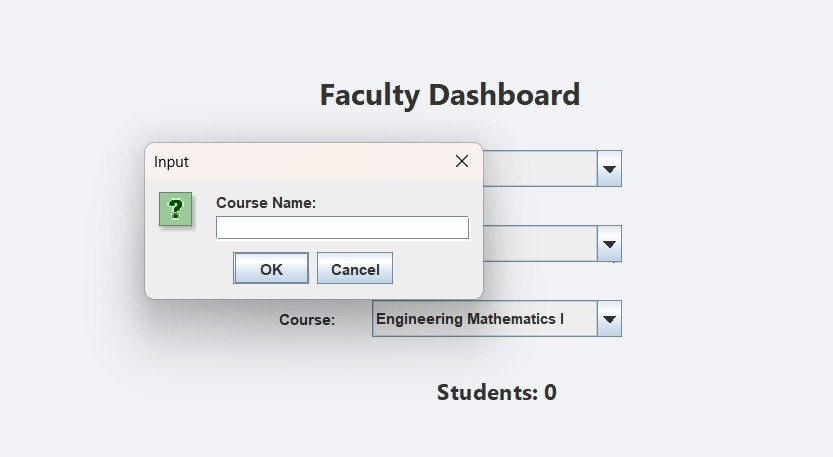 Faculty Dashboard
Input
?
Course Name:
OK Cancel
Course: Engineering Mathematics I
Students: 0